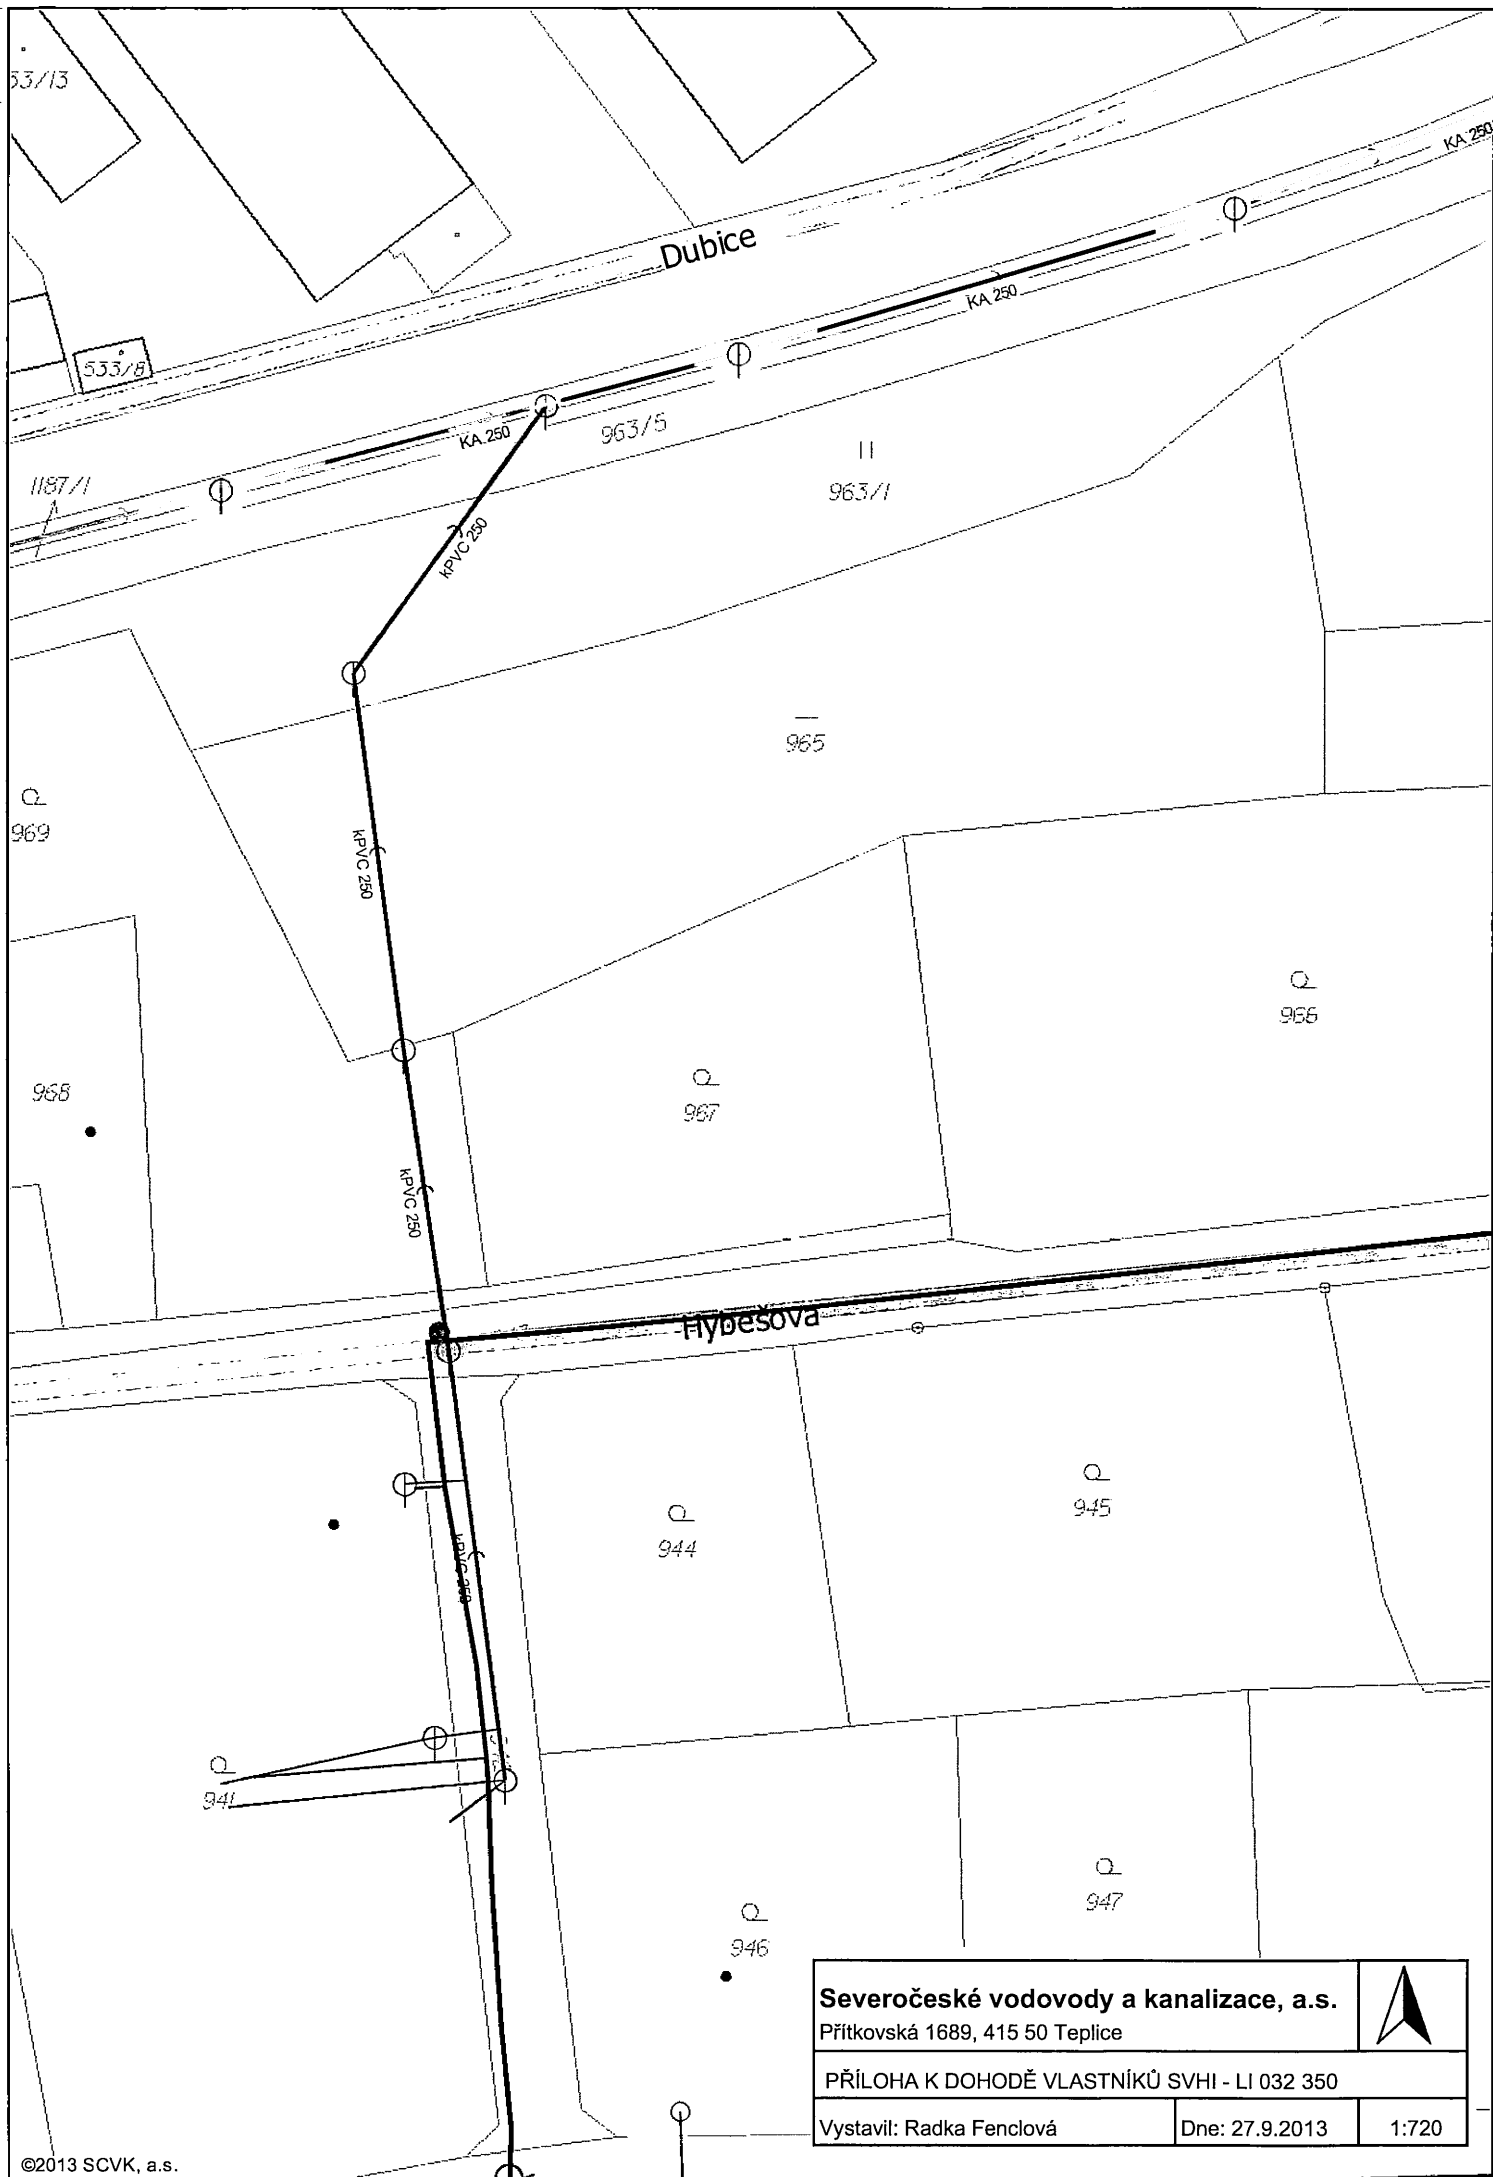 53/13
KA 250
Dubice
KA 250
533/8
KA 250
963/5
1187/1
963/1
kPVC 250
965
969
kPVC 250
966
968
967
kPVC 250
Hybešova
945
944
kPVC 250
941
947
946
Severočeské vodovody a kanalizace, a.s.
Přítkovská 1689, 415 50 Teplice
PŘÍLOHA K DOHODĚ VLASTNÍKŮ SVHI - LI 032 350
Vystavil: Radka Fenclová
Dne: 27.9.2013
1:720
©2013 SCVK, a.s.